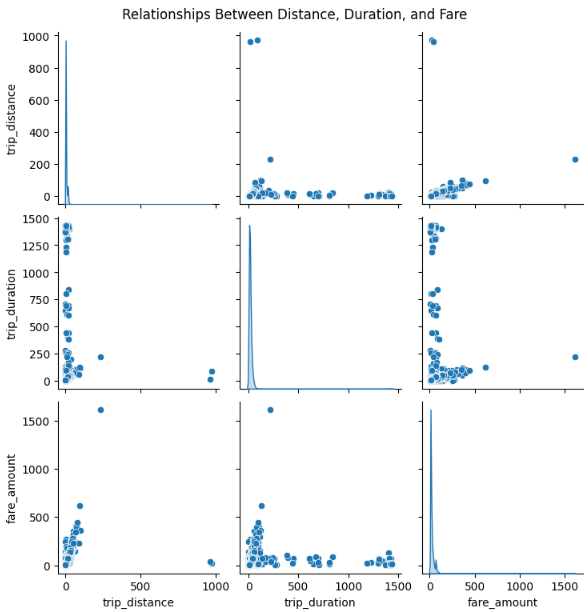 Relationships Between Distance, Duration, and Fare
1000
800
600
400
200
0
trip_distance
1500
1250
1000
750
500
250
0
trip_duration
1500
1000
500
0
fare_amount
0 500 1000
trip_distance
0 500 1000 1500
trip_duration
0 500 1000 1500
fare_amount